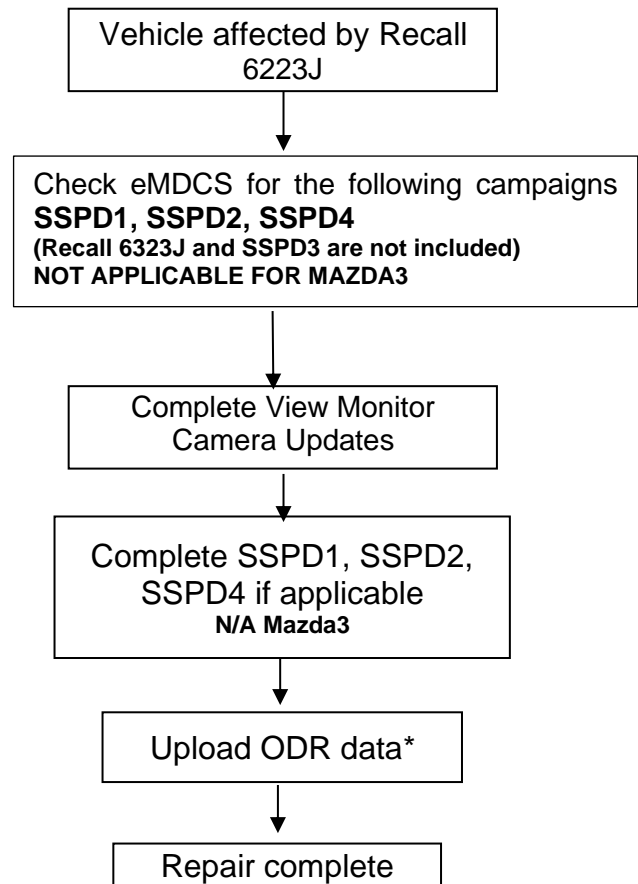 Vehicle affected by Recall
6223J
Check eMDCS for the following campaigns
SSPD1, SSPD2, SSPD4
(Recall 6323J and SSPD3 are not included)
NOT APPLICABLE FOR MAZDA3
Complete View Monitor
Camera Updates
Complete SSPD1, SSPD2,
SSPD4 if applicable
N/A Mazda3
Upload ODR data*
Repair complete